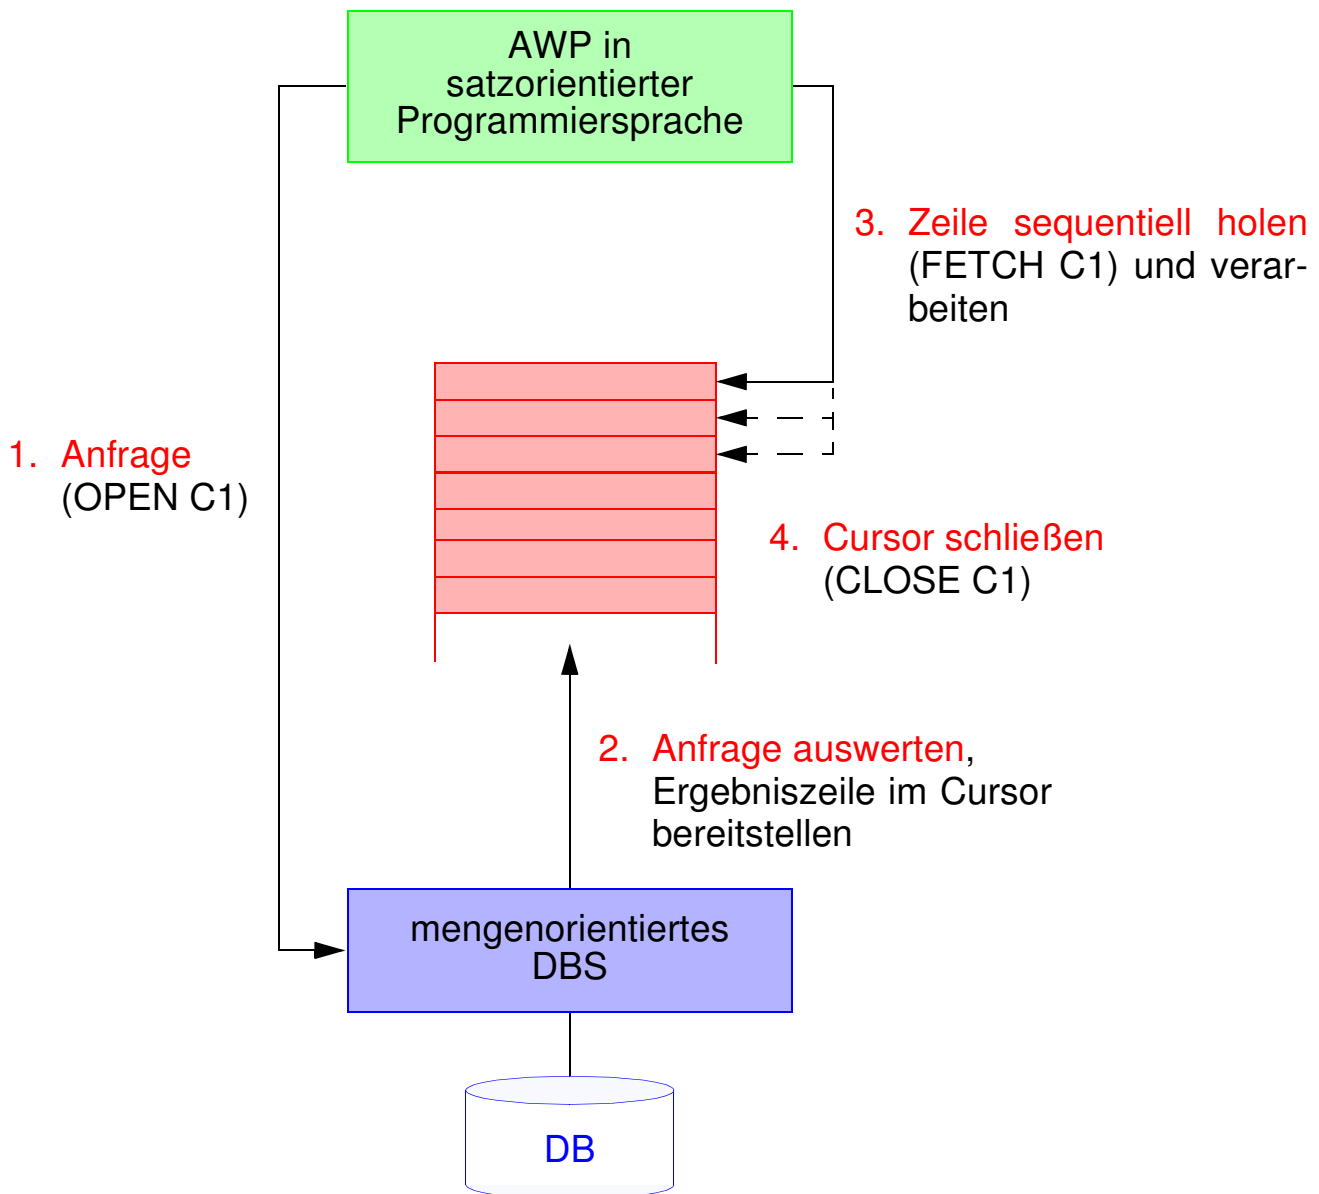 AWP in
satzorientierter
Programmiersprache
3. Zeile sequentiell holen
(FETCH C1) und verar-
beiten
1. Anfrage
(OPEN C1)
4. Cursor schließen
(CLOSE C1)
2. Anfrage auswerten,
Ergebniszeile im Cursor
bereitstellen
mengenorientiertes
DBS
DB